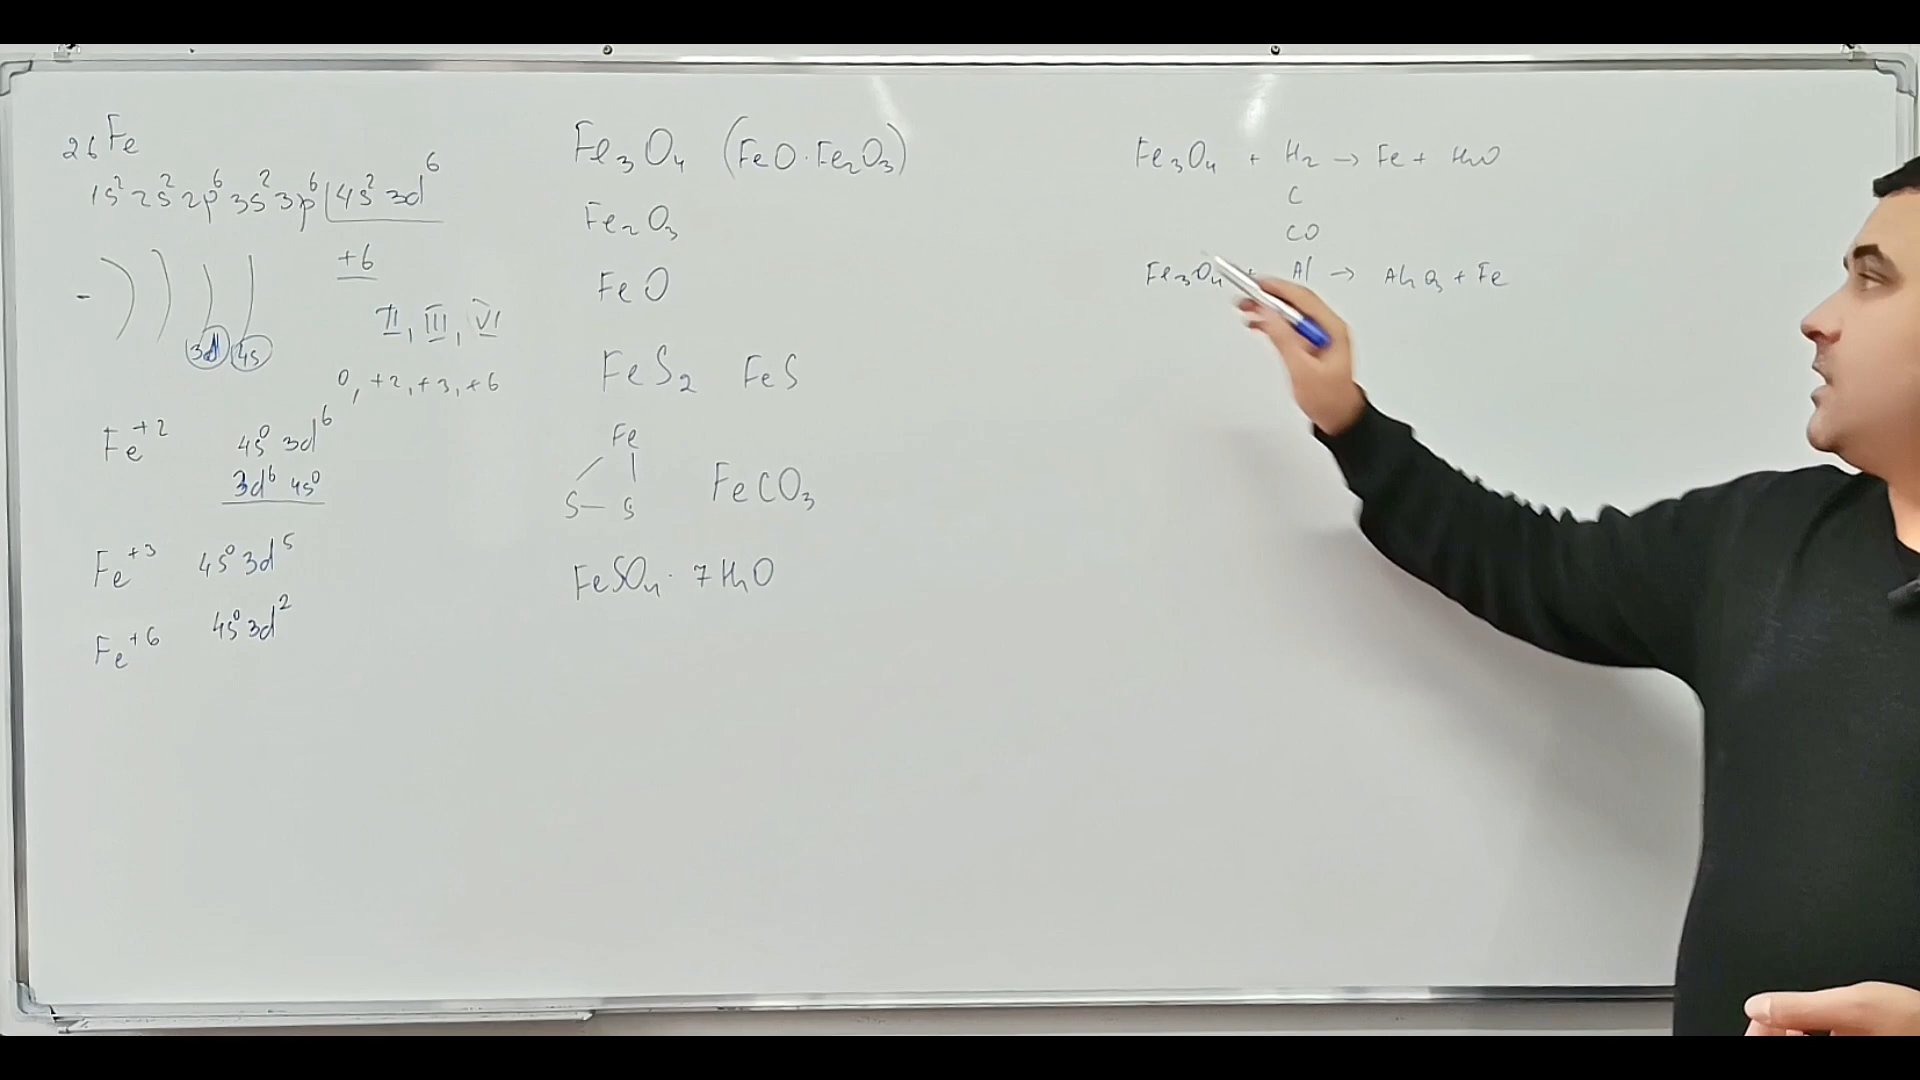 ₂₆Fe
1s² 2s² 2p⁶ 3s² 3p⁶ 4s² 3d⁶
+6
-
3d 4s
II, III, VI
0, +2, +3, +6
Fe⁺² 4s⁰ 3d⁶
3d⁶ 4s⁰
Fe⁺³ 4s⁰ 3d⁵
Fe⁺⁶ 4s⁰ 3d²
Fe₃O₄ (FeO·Fe₂O₃)
Fe₂O₃
FeO
FeS₂ FeS
Fe
S — S
FeCO₃
FeSO₄ · 7H₂O
Fe₃O₄ + H₂ → Fe + H₂O
C
CO
Fe₃O₄ + Al → Al₂O₃ + Fe